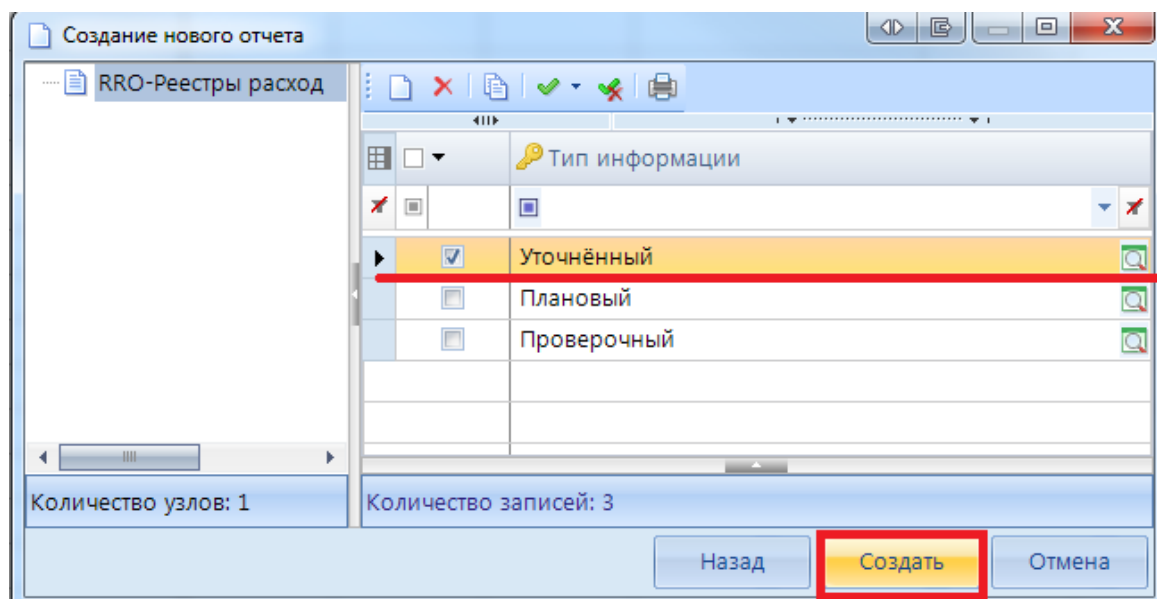 Создание нового отчета
RRO-Реестры расход
Тип информации
Уточнённый
Плановый
Проверочный
Количество узлов: 1
Количество записей: 3
Назад
Создать
Отмена